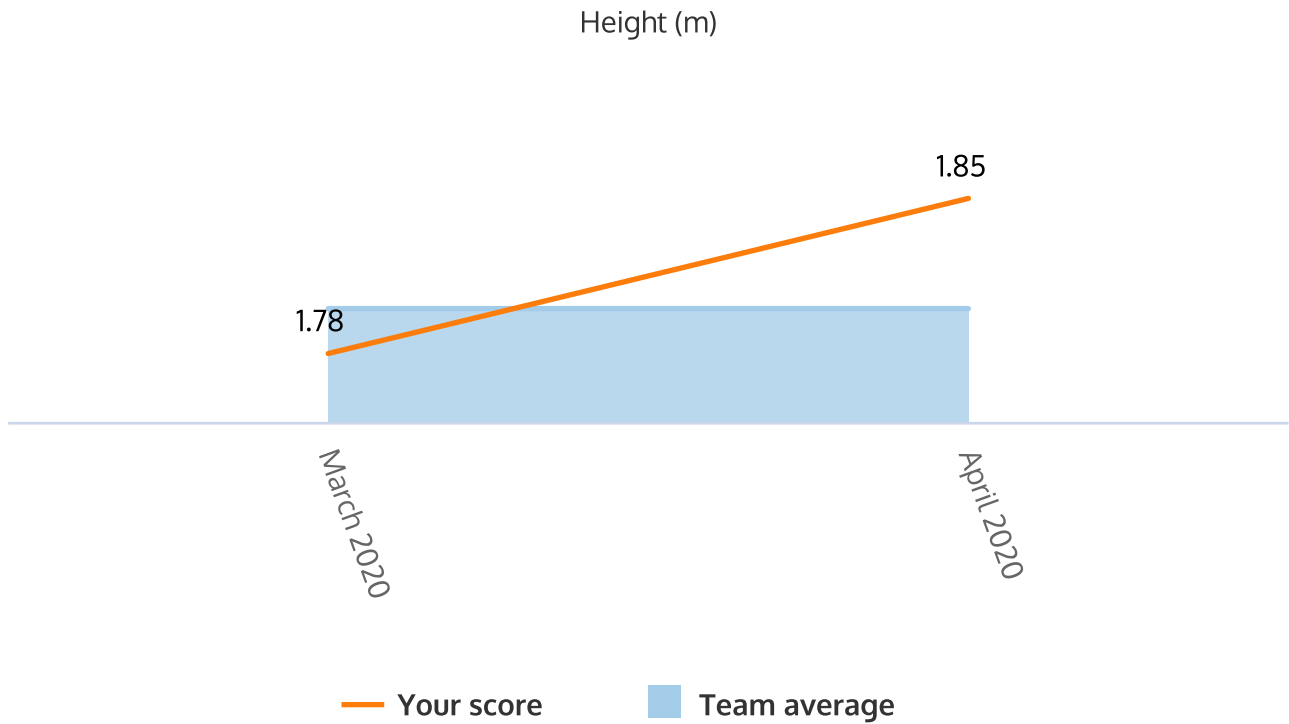 Height (m)
1.85
1.78
March 2020
April 2020
Your score
Team average